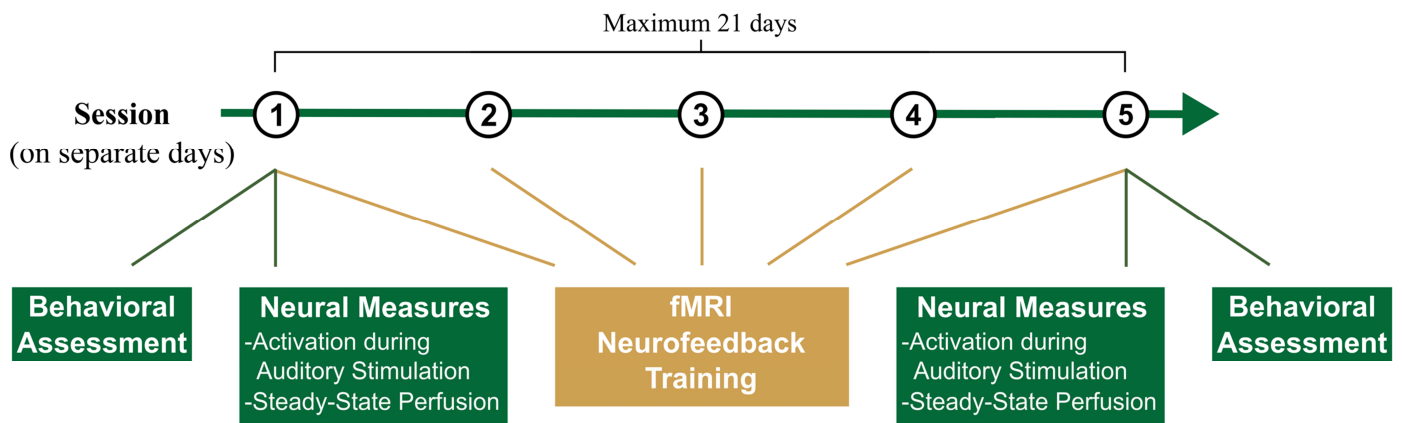 Maximum 21 days
Session
(on separate days)
1 2 3 4 5
Behavioral
Assessment
Neural Measures
-Activation during
Auditory Stimulation
-Steady-State Perfusion
fMRI
Neurofeedback
Training
Neural Measures
-Activation during
Auditory Stimulation
-Steady-State Perfusion
Behavioral
Assessment